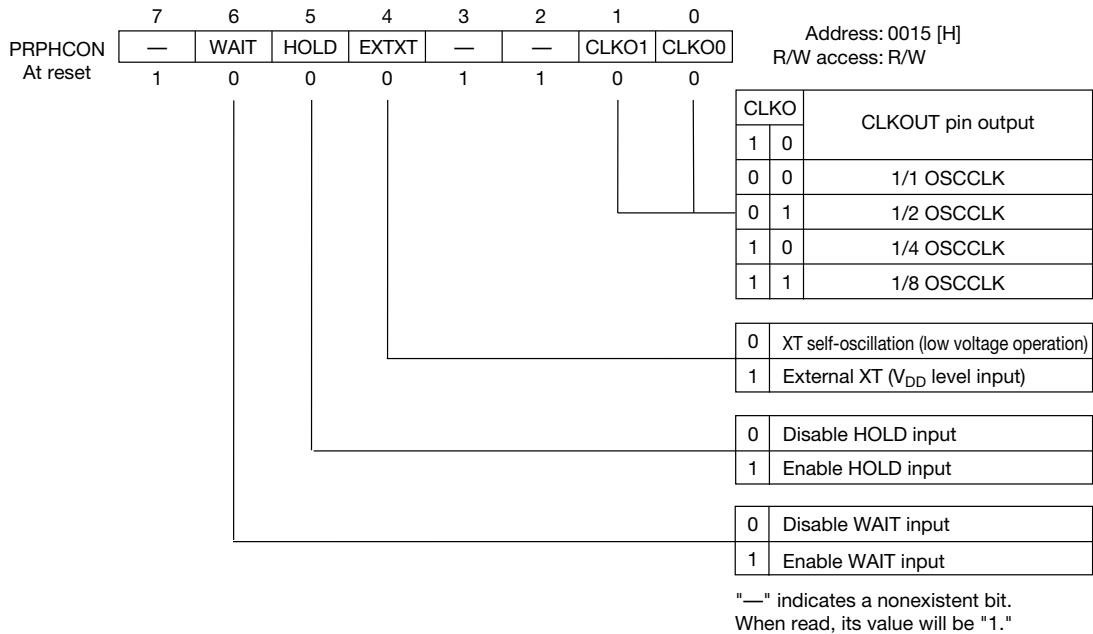 7 6 5 4 3 2 1 0
PRPHCON — WAIT HOLD EXTXT — — CLKO1 CLKO0
At reset 1 0 0 0 1 1 0 0
Address: 0015 [H]
R/W access: R/W
CLKO CLKOUT pin output
1 0
0 0 1/1 OSCCLK
0 1 1/2 OSCCLK
1 0 1/4 OSCCLK
1 1 1/8 OSCCLK
0 XT self-oscillation (low voltage operation)
1 External XT (VDD level input)
0 Disable HOLD input
1 Enable HOLD input
0 Disable WAIT input
1 Enable WAIT input
"—" indicates a nonexistent bit.
When read, its value will be "1."